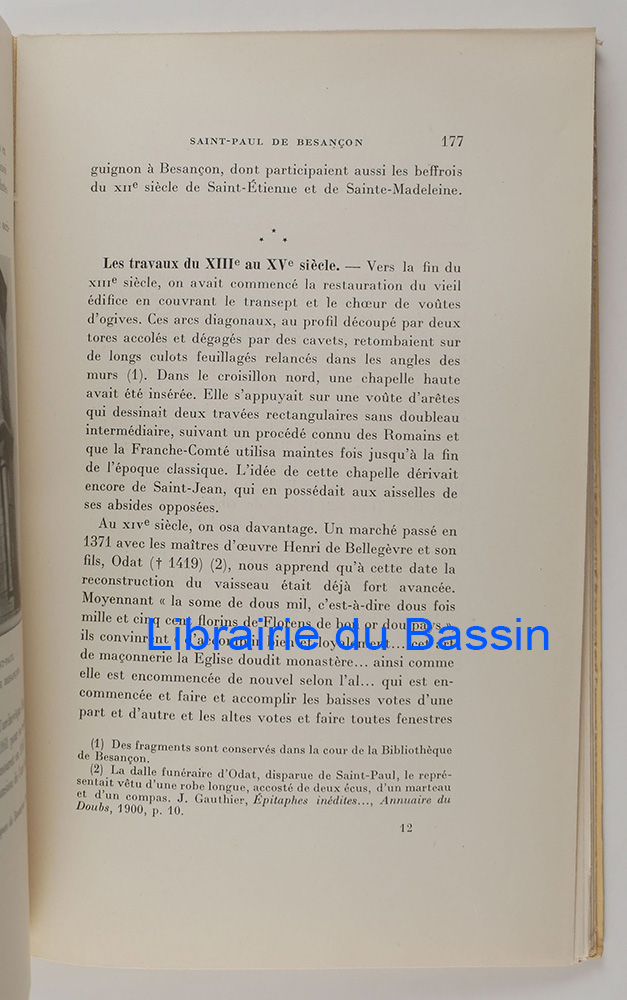 SAINT-PAUL DE BESANÇON 177
guignon à Besançon, dont participaient aussi les beffrois
du XIIe siècle de Saint-Étienne et de Sainte-Madeleine.
* * *
Les travaux du XIIIe au XVe siècle. — Vers la fin du
XIIIe siècle, on avait commencé la restauration du vieil
édifice en couvrant le transept et le chœur de voûtes
d'ogives. Ces arcs diagonaux, au profil découpé par deux
tores accolés et dégagés par des cavets, retombaient sur
de longs culots feuillagés relancés dans les angles des
murs (1). Dans le croisillon nord, une chapelle haute
avait été insérée. Elle s'appuyait sur une voûte d'arêtes
qui dessinait deux travées rectangulaires sans doubleau
intermédiaire, suivant un procédé connu des Romains et
que la Franche-Comté utilisa maintes fois jusqu'à la fin
de l'époque classique. L'idée de cette chapelle dérivait
encore de Saint-Jean, qui en possédait aux aisselles de
ses absides opposées.
Au XIVe siècle, on osa davantage. Un marché passé en
1371 avec les maîtres d'œuvre Henri de Bellegèvre et son
fils, Odat († 1419) (2), nous apprend qu'à cette date la
reconstruction du vaisseau était déjà fort avancée.
Moyennant « la some de dous mil, c'est-à-dire dous fois
mille et cinq cent florins de Florens de bon or dou pays »,
ils convinrent « d'accomplir bien et loyalement...
Librairie du Bassin
de maçonnerie la Eglise doudit monastère... ainsi comme
elle est encommencée de nouvel selon l'al... qui est en-
commencée et faire et accomplir les baisses votes d'une
part et d'autre et les altes votes et faire toutes fenestres
(1) Des fragments sont conservés dans la cour de la Bibliothèque
de Besançon.
(2) La dalle funéraire d'Odat, disparue de Saint-Paul, le repré-
sentait vêtu d'une robe longue, accosté de deux écus, d'un marteau
et d'un compas. J. Gauthier, Épitaphes inédites..., Annuaire du
Doubs, 1900, p. 10.
12